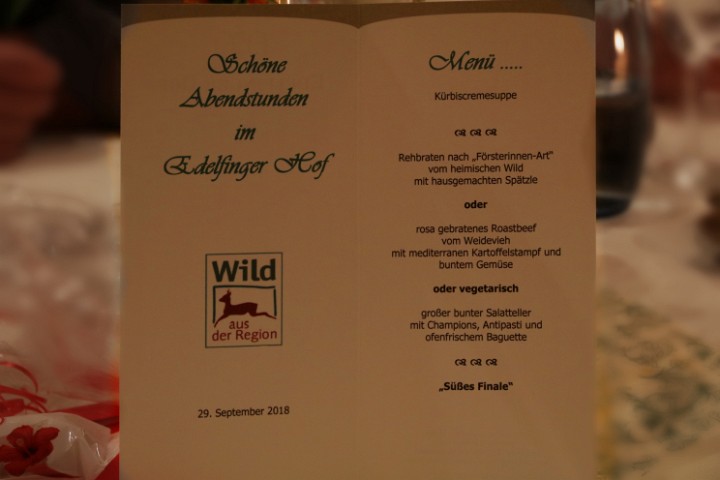 Schöne
Abendstunden
im
Edelfinger Hof
Wild
aus
der Region
29. September 2018
Menü .....
Kürbiscremesuppe
Rehbraten nach „Försterinnen-Art“
vom heimischen Wild
mit hausgemachten Spätzle
oder
rosa gebratenes Roastbeef
vom Weidevieh
mit mediterranen Kartoffelstampf und
buntem Gemüse
oder vegetarisch
großer bunter Salatteller
mit Champions, Antipasti und
ofenfrischem Baguette
„Süßes Finale“